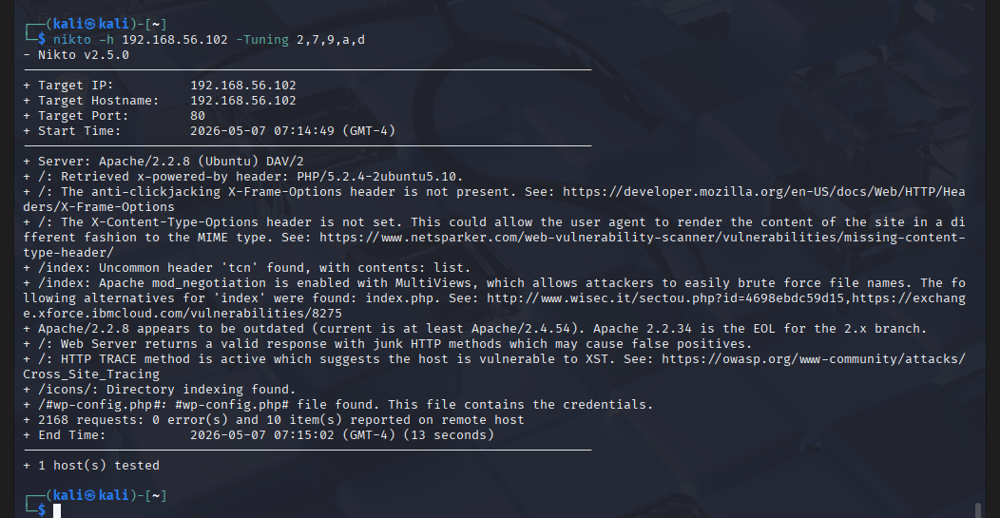 ┌──(kali㉿kali)-[~]
└─$ nikto -h 192.168.56.102 -Tuning 2,7,9,a,d
- Nikto v2.5.0
---------------------------------------------------------------------------
+ Target IP:          192.168.56.102
+ Target Hostname:    192.168.56.102
+ Target Port:        80
+ Start Time:         2026-05-07 07:14:49 (GMT-4)
---------------------------------------------------------------------------
+ Server: Apache/2.2.8 (Ubuntu) DAV/2
+ /: Retrieved x-powered-by header: PHP/5.2.4-2ubuntu5.10.
+ /: The anti-clickjacking X-Frame-Options header is not present. See: https://developer.mozilla.org/en-US/docs/Web/HTTP/Hea
ders/X-Frame-Options
+ /: The X-Content-Type-Options header is not set. This could allow the user agent to render the content of the site in a di
fferent fashion to the MIME type. See: https://www.netsparker.com/web-vulnerability-scanner/vulnerabilities/missing-content-
type-header/
+ /index: Uncommon header 'tcn' found, with contents: list.
+ /index: Apache mod_negotiation is enabled with MultiViews, which allows attackers to easily brute force file names. The fo
llowing alternatives for 'index' were found: index.php. See: http://www.wisec.it/sectou.php?id=4698ebdc59d15,https://exchang
e.xforce.ibmcloud.com/vulnerabilities/8275
+ Apache/2.2.8 appears to be outdated (current is at least Apache/2.4.54). Apache 2.2.34 is the EOL for the 2.x branch.
+ /: Web Server returns a valid response with junk HTTP methods which may cause false positives.
+ /: HTTP TRACE method is active which suggests the host is vulnerable to XST. See: https://owasp.org/www-community/attacks/
Cross_Site_Tracing
+ /icons/: Directory indexing found.
+ /#wp-config.php#: #wp-config.php# file found. This file contains the credentials.
+ 2168 requests: 0 error(s) and 10 item(s) reported on remote host
+ End Time:           2026-05-07 07:15:02 (GMT-4) (13 seconds)
---------------------------------------------------------------------------
+ 1 host(s) tested
┌──(kali㉿kali)-[~]
└─$